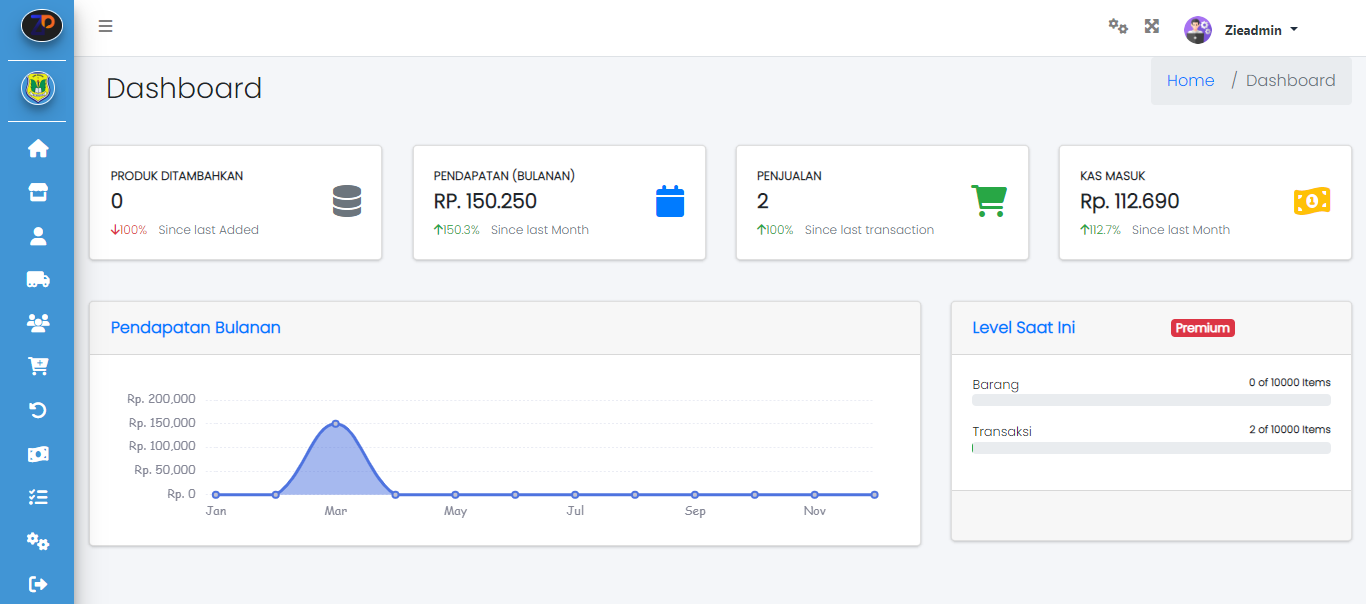 Zieadmin
Dashboard
Home / Dashboard
PRODUK DITAMBAHKAN
0
100% Since last Added
PENDAPATAN (BULANAN)
RP. 150.250
150.3% Since last Month
PENJUALAN
2
100% Since last transaction
KAS MASUK
Rp. 112.690
112.7% Since last Month
Pendapatan Bulanan
Rp. 200,000
Rp. 150,000
Rp. 100,000
Rp. 50,000
Rp. 0
Jan Mar May Jul Sep Nov
Level Saat Ini Premium
Barang 0 of 10000 Items
Transaksi 2 of 10000 Items